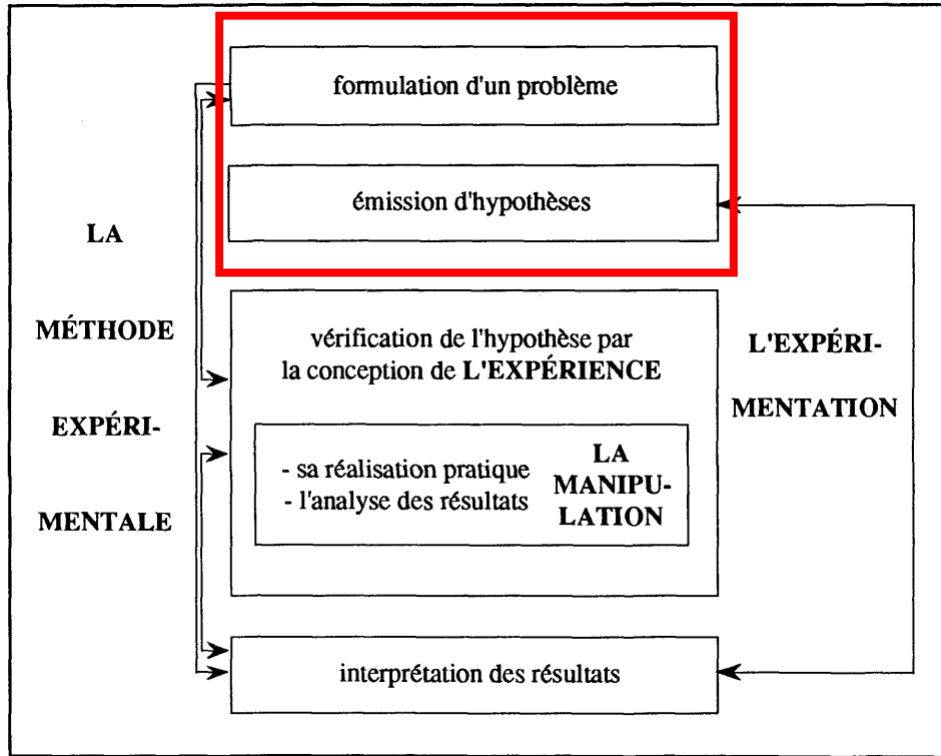 formulation d'un problème
émission d'hypothèses
LA
MÉTHODE
EXPÉRI-
MENTALE
vérification de l'hypothèse par
la conception de L'EXPÉRIENCE
- sa réalisation pratique
- l'analyse des résultats
LA
MANIPU-
LATION
L'EXPÉRI-
MENTATION
interprétation des résultats